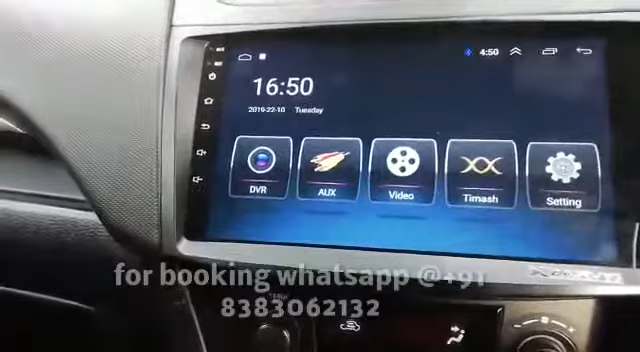 4:50
16:50
2019-22-10 Tuesday
DVR
AUX
Video
Timash
Setting
for booking whatsapp @+91
8383062132